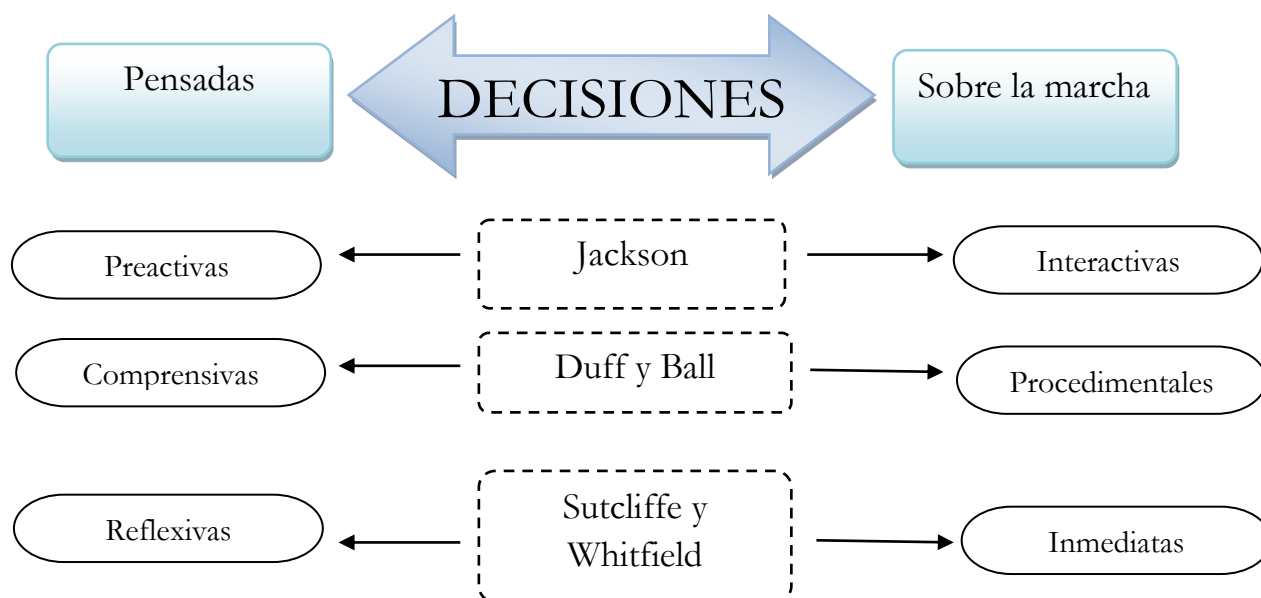 Pensadas
DECISIONES
Sobre la marcha
Preactivas
Jackson
Interactivas
Comprensivas
Duff y Ball
Procedimentales
Reflexivas
Sutcliffe y
Whitfield
Inmediatas